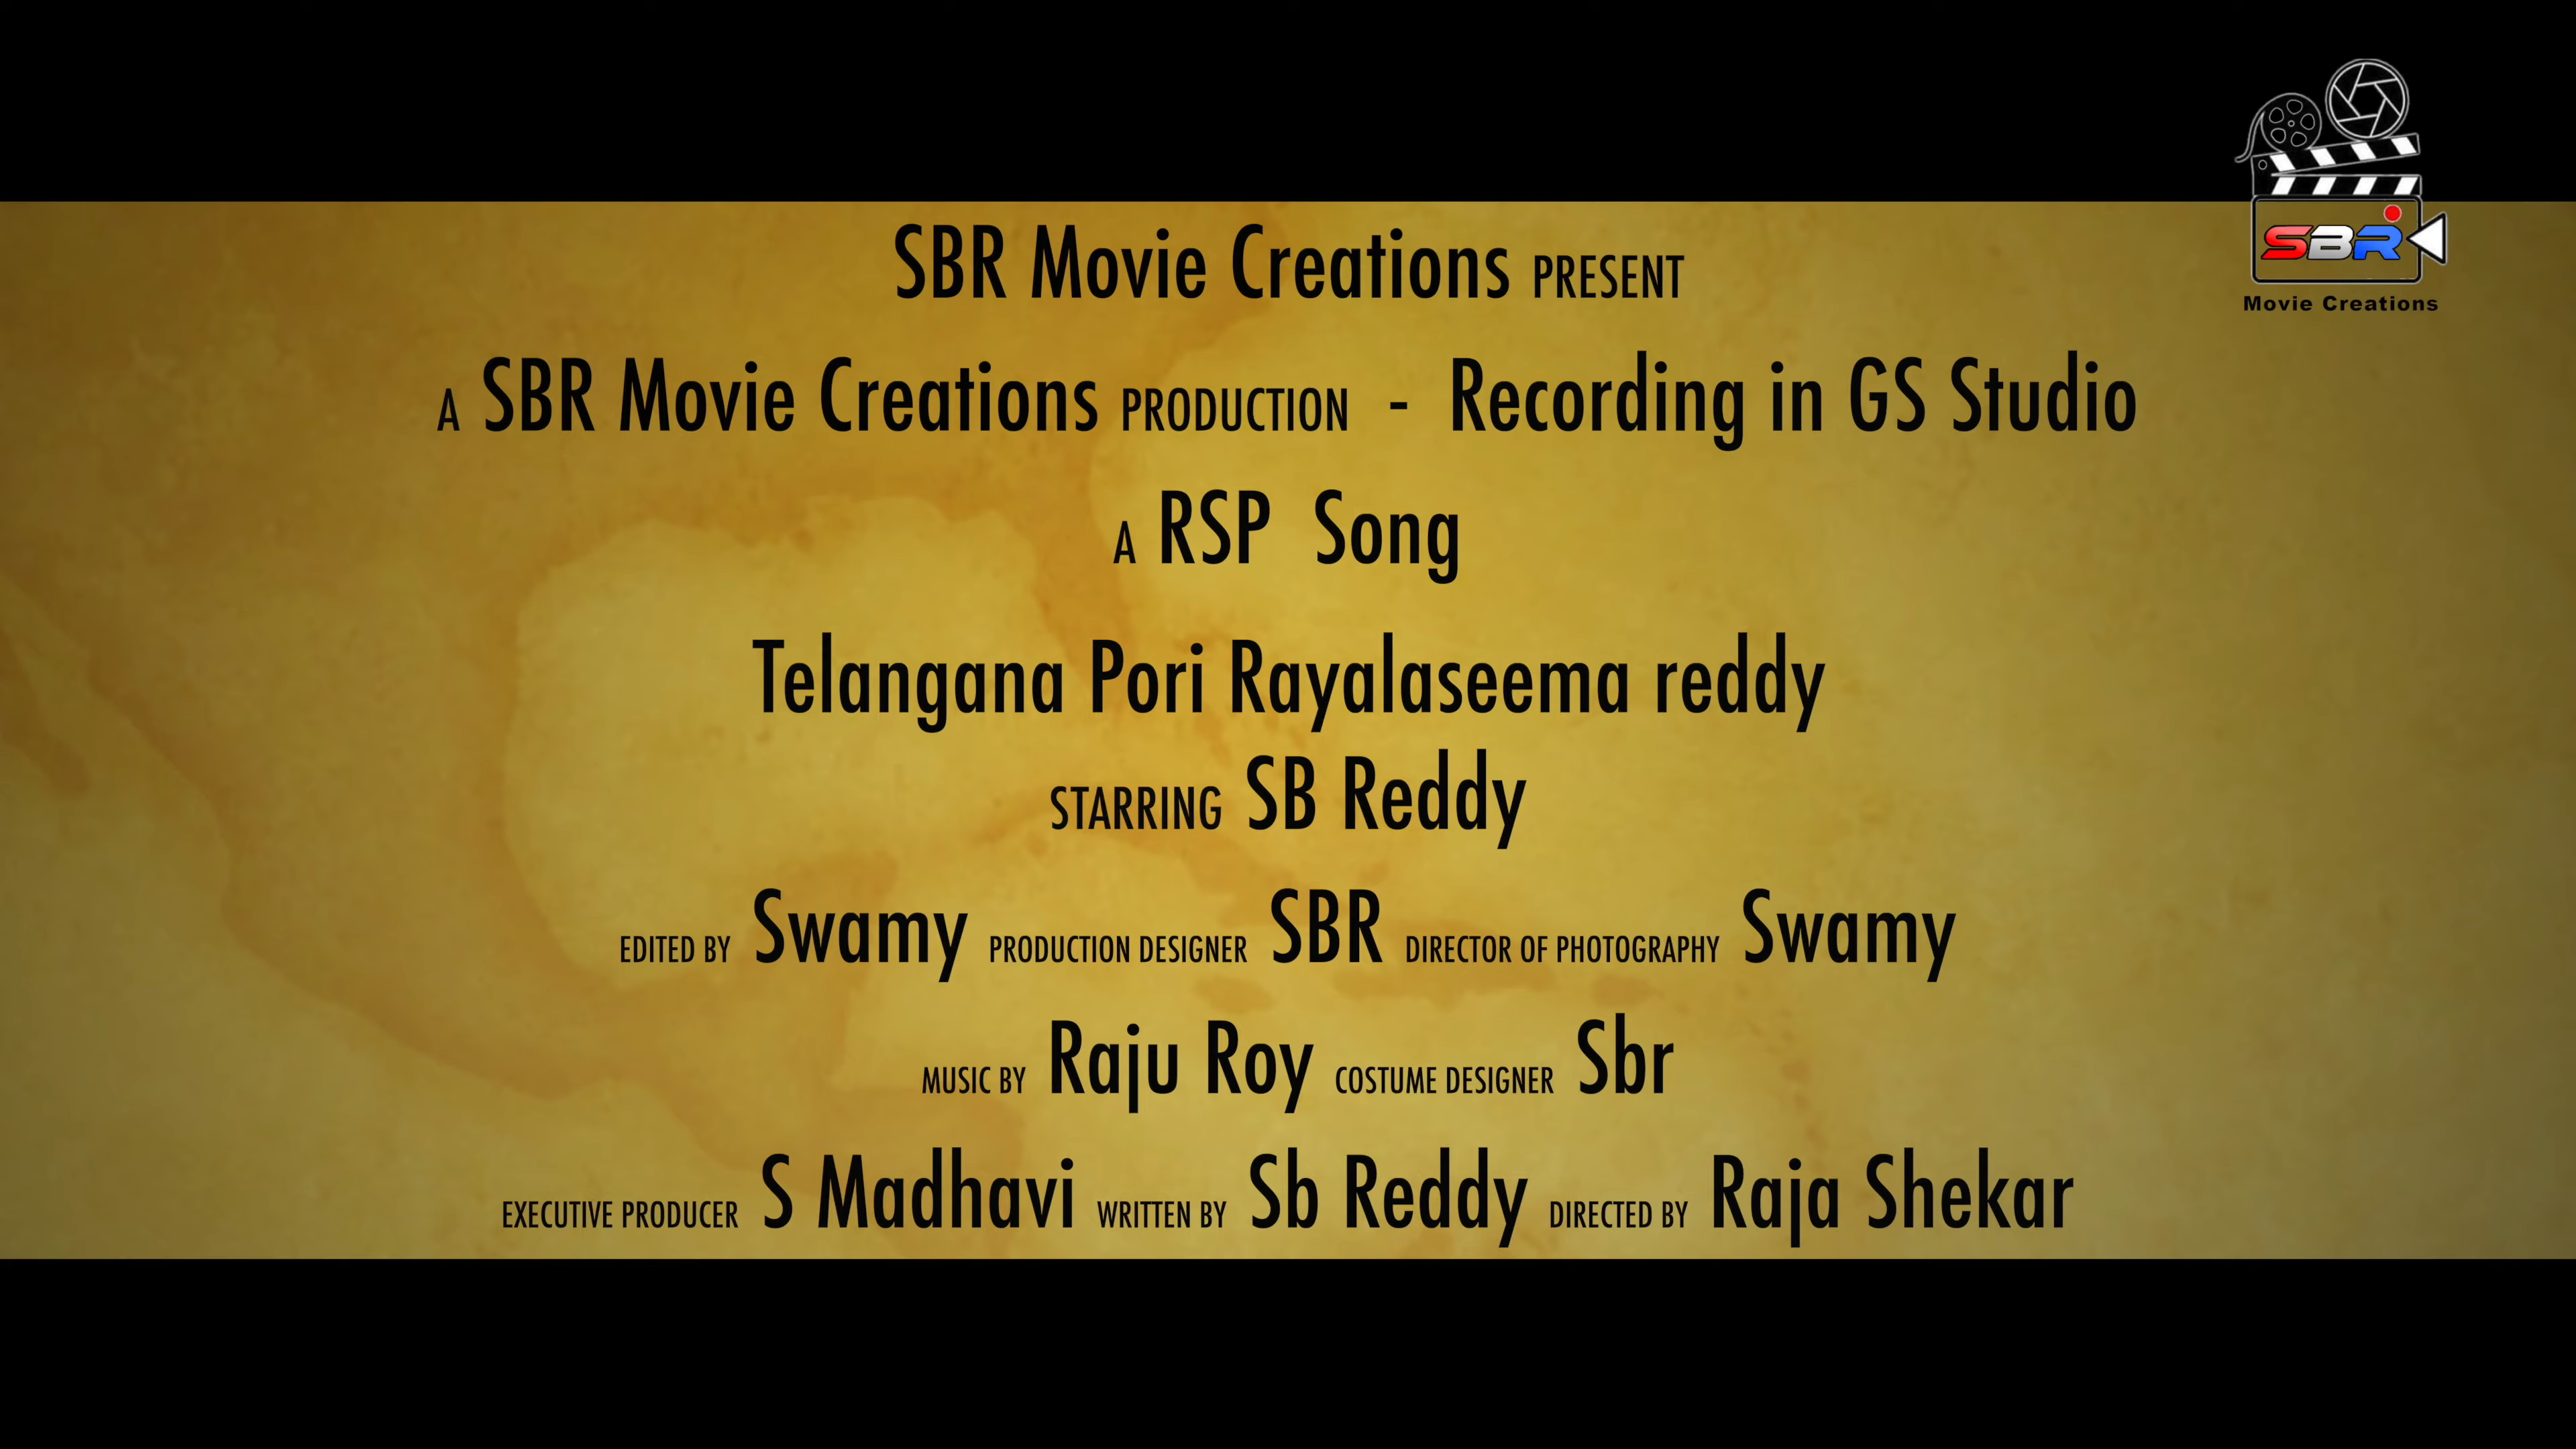 SBR
Movie Creations
SBR Movie Creations PRESENT
A SBR Movie Creations PRODUCTION - Recording in GS Studio
A RSP Song
Telangana Pori Rayalaseema reddy
STARRING SB Reddy
EDITED BY Swamy PRODUCTION DESIGNER SBR DIRECTOR OF PHOTOGRAPHY Swamy
MUSIC BY Raju Roy COSTUME DESIGNER Sbr
EXECUTIVE PRODUCER S Madhavi WRITTEN BY Sb Reddy DIRECTED BY Raja Shekar